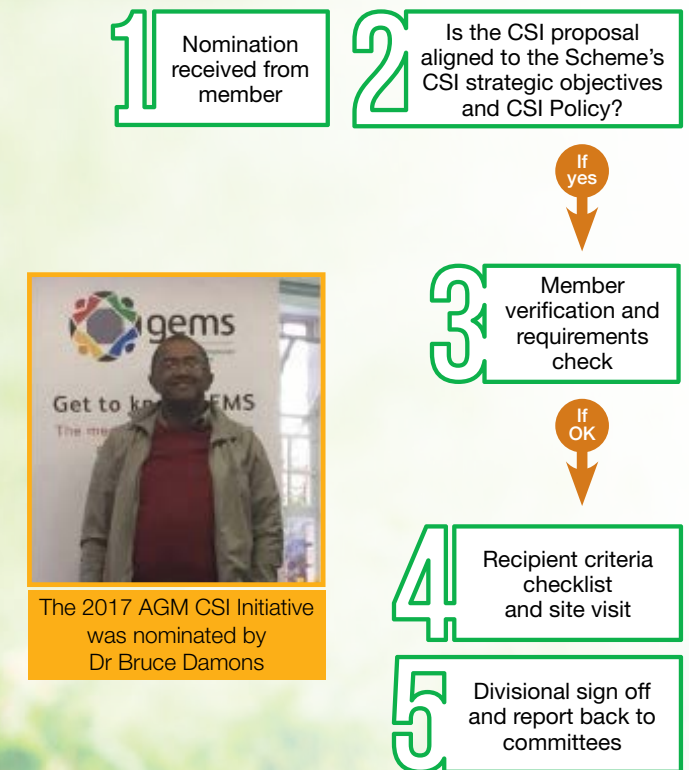 1
Nomination
received from
member
2
Is the CSI proposal
aligned to the Scheme's
CSI strategic objectives
and CSI Policy?
If
yes
3
Member
verification and
requirements
check
If
OK
4
Recipient criteria
checklist
and site visit
5
Divisional sign off
and report back to
committees
gems
Get to
The
The 2017 AGM CSI Initiative
was nominated by
Dr Bruce Damons